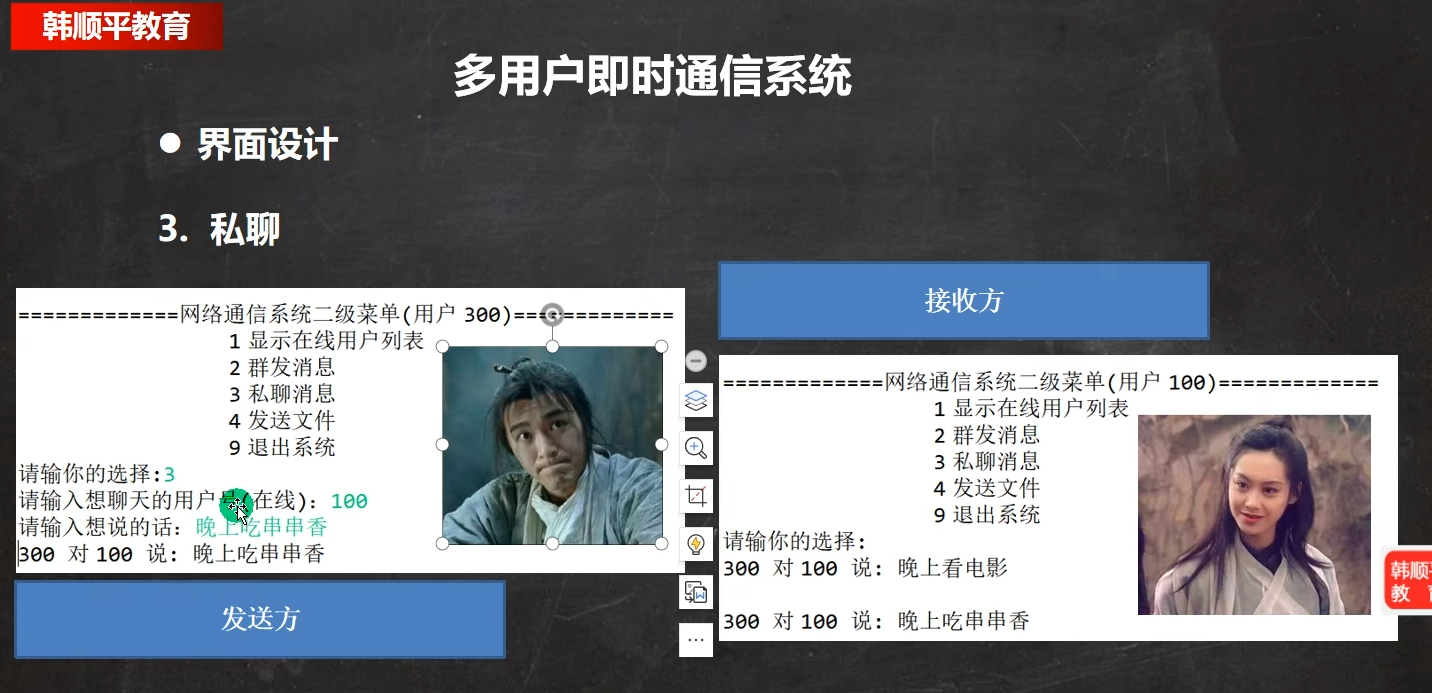 韩顺平教育
多用户即时通信系统
● 界面设计
3. 私聊
=============网络通信系统二级菜单(用户 300)=============
1 显示在线用户列表
2 群发消息
3 私聊消息
4 发送文件
9 退出系统
请输你的选择:3
请输入想聊天的用户号(在线): 100
请输入想说的话: 晚上吃串串香
300 对 100 说: 晚上吃串串香
发送方
接收方
=============网络通信系统二级菜单(用户 100)=============
1 显示在线用户列表
2 群发消息
3 私聊消息
4 发送文件
9 退出系统
请输你的选择:
300 对 100 说: 晚上看电影
300 对 100 说: 晚上吃串串香
韩顺平
教 育